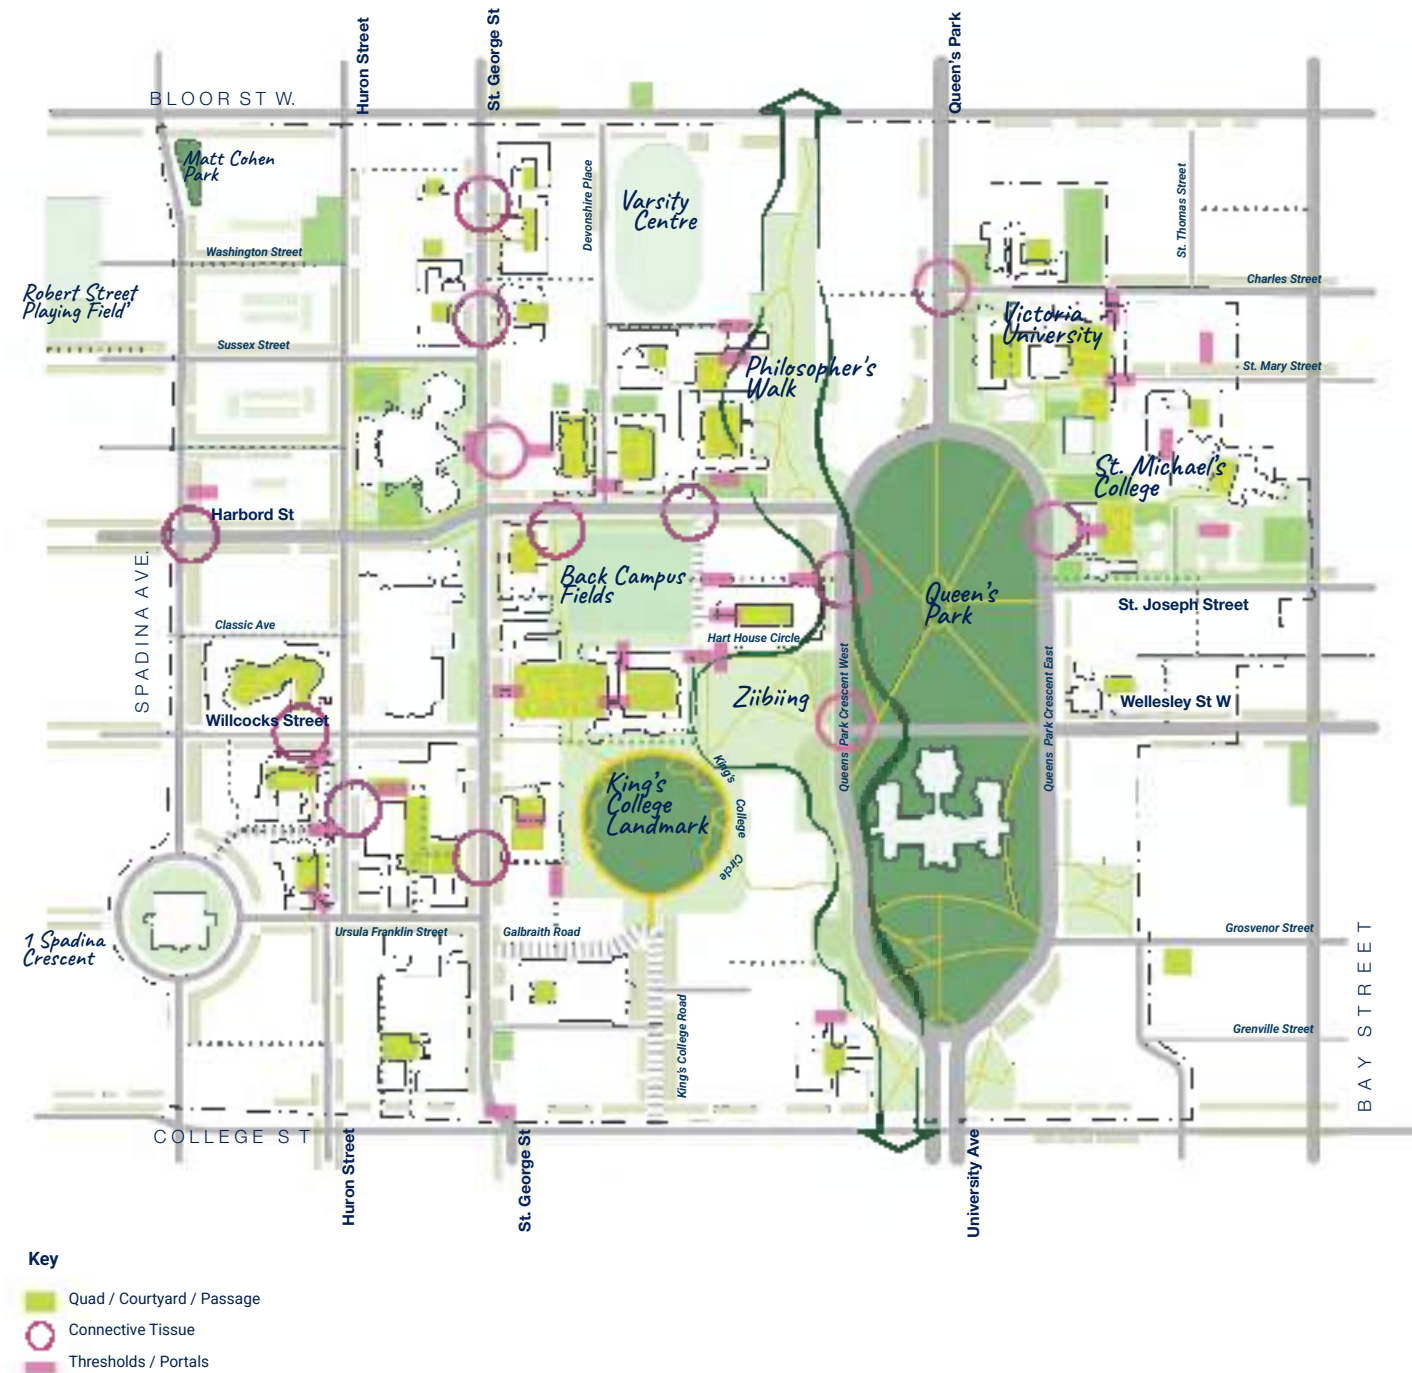 Huron Street
St. George St
Queen's Park
BLOOR ST W.
Matt Cohen
Park
Devonshire Place
Varsity
Centre
St. Thomas Street
Washington Street
Charles Street
Robert Street
Playing Field'
Victoria
University
Sussex Street
Philosopher's
Walk
St. Mary Street
St. Michael's
College
Harbord St
SPADINA AVE.
Back Campus
Fields
Queen's
Park
St. Joseph Street
Classic Ave
Hart House Circle
Queens Park Crescent West
Queens Park Crescent East
Ziibiing
Wellesley St W
Willcocks Street
King's
College
Circle
King's
College
Landmark
1 Spadina
Crescent
Ursula Franklin Street
Galbraith Road
Grosvenor Street
BAY STREET
King's College Road
Grenville Street
COLLEGE ST
Huron Street
St. George St
University Ave
Key
Quad / Courtyard / Passage
Connective Tissue
Thresholds / Portals